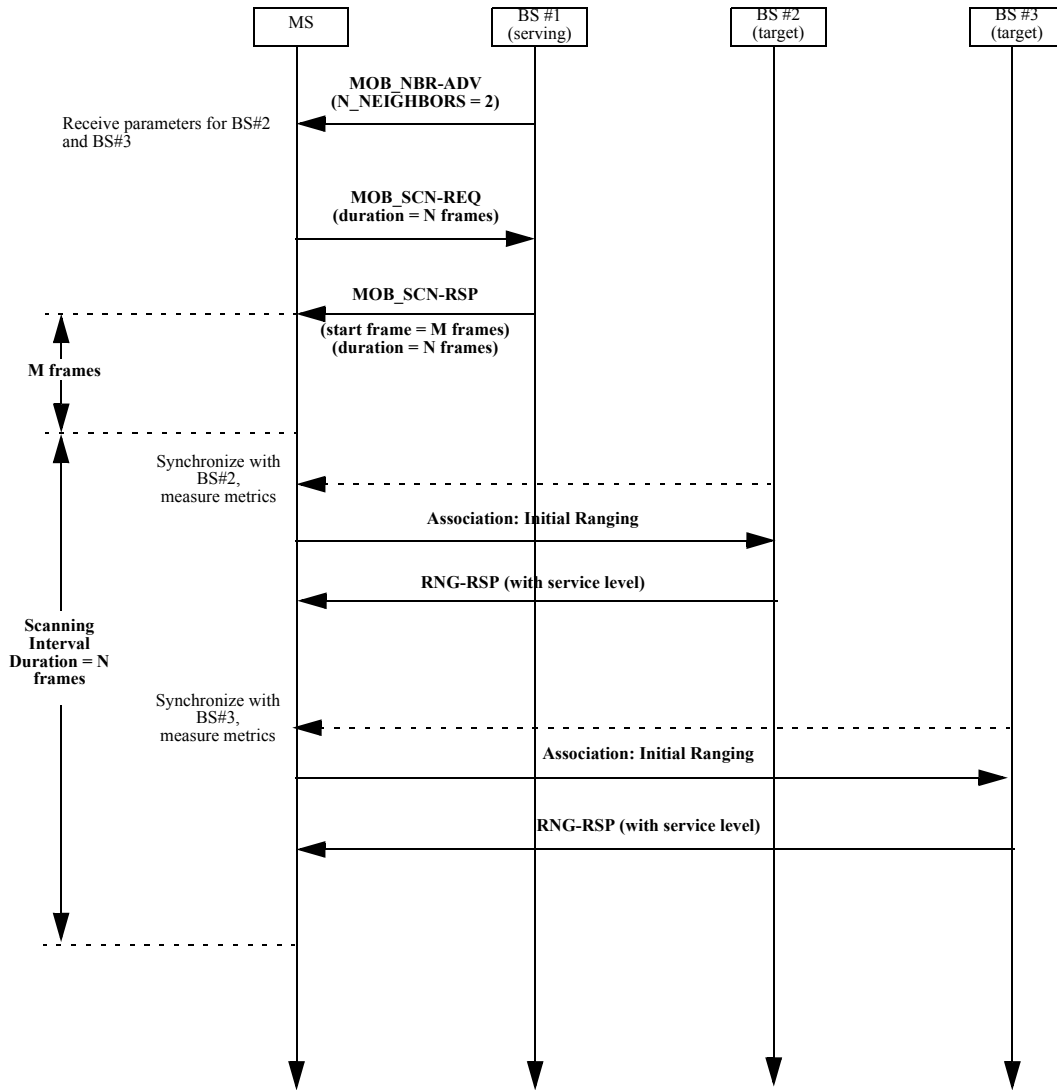 MS
BS #1
(serving)
BS #2
(target)
BS #3
(target)
MOB_NBR-ADV
(N_NEIGHBORS = 2)
Receive parameters for BS#2
and BS#3
MOB_SCN-REQ
(duration = N frames)
MOB_SCN-RSP
(start frame = M frames)
(duration = N frames)
M frames
Synchronize with
BS#2,
measure metrics
Association: Initial Ranging
RNG-RSP (with service level)
Scanning
Interval
Duration = N
frames
Synchronize with
BS#3,
measure metrics
Association: Initial Ranging
RNG-RSP (with service level)